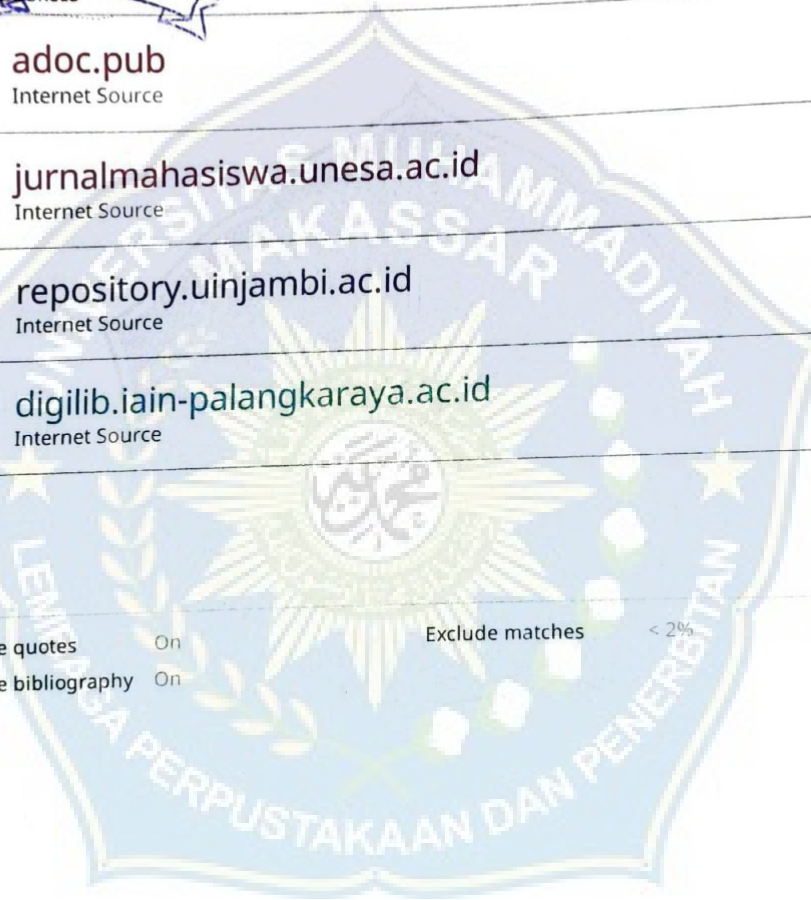 adoc.pub
Internet Source
jurnalmahasiswa.unesa.ac.id
Internet Source
repository.uinjambi.ac.id
Internet Source
digilib.iain-palangkaraya.ac.id
Internet Source
e quotes On Exclude matches < 2%
e bibliography On
UNIVERSITAS MUHAMMADIYAH
MAKASSAR
LEMBAGA PERPUSTAKAAN DAN PENERBITAN